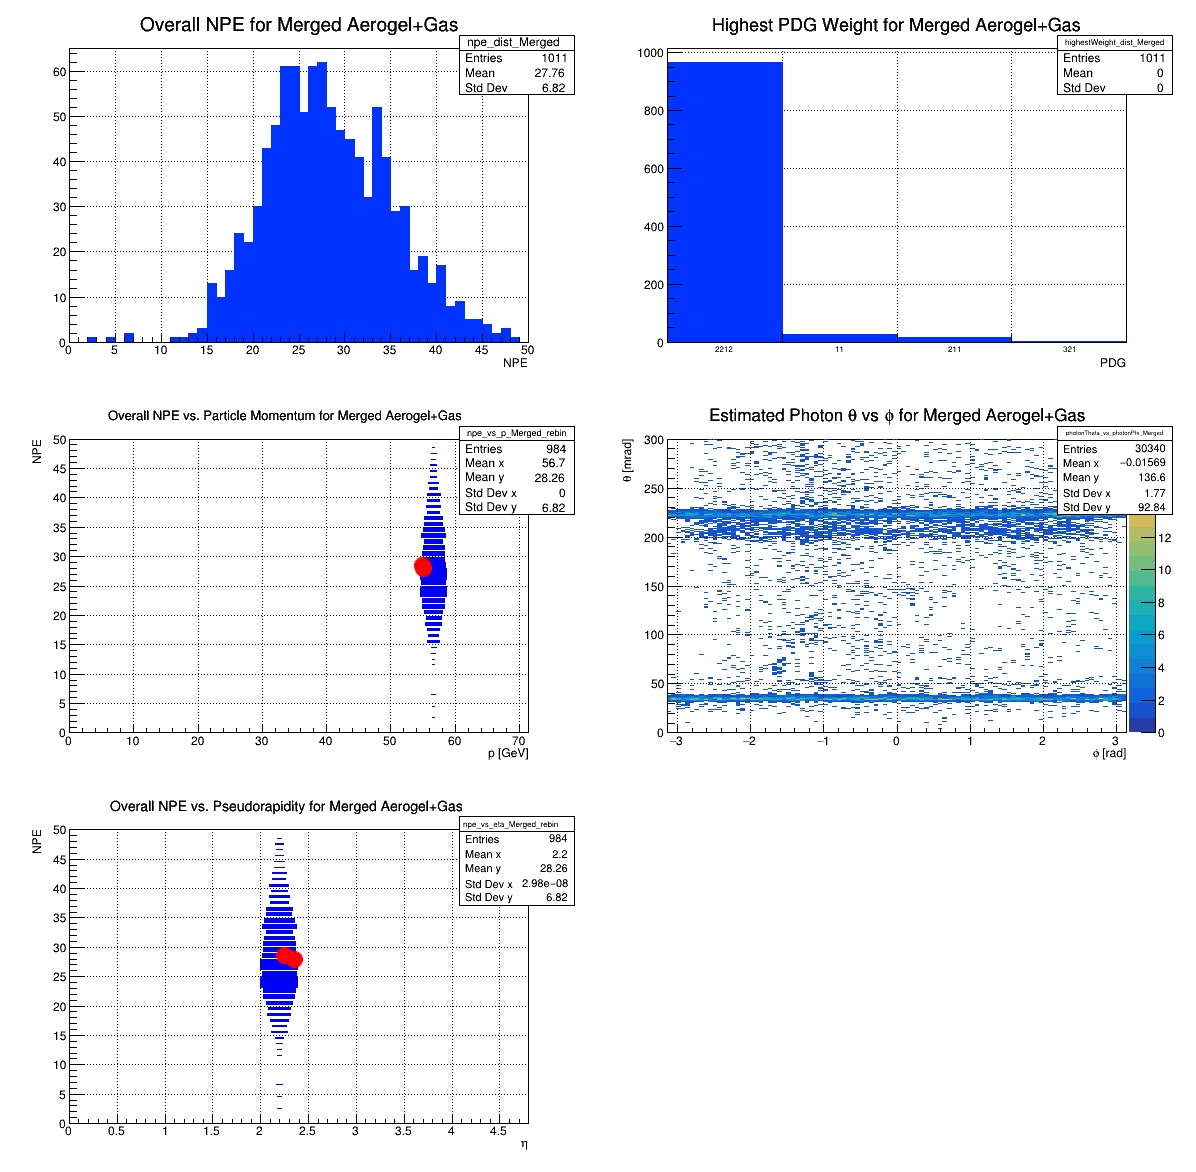 Overall NPE for Merged Aerogel+Gas
npe_dist_Merged
Entries 1011
Mean 27.76
Std Dev 6.82
60
50
40
30
20
10
0
0 5 10 15 20 25 30 35 40 45 50
NPE
Highest PDG Weight for Merged Aerogel+Gas
highestWeight_dist_Merged
Entries 1011
Mean 0
Std Dev 0
1000
800
600
400
200
0
2212 11 211 321
PDG
Overall NPE vs. Particle Momentum for Merged Aerogel+Gas
npe_vs_p_Merged_rebin
Entries 984
Mean x 56.7
Mean y 28.26
Std Dev x 0
Std Dev y 6.82
NPE
50
45
40
35
30
25
20
15
10
5
0
0 10 20 30 40 50 60 70
p [GeV]
Estimated Photon θ vs ϕ for Merged Aerogel+Gas
photonTheta_vs_photonPhi_Merged
Entries 30340
Mean x −0.01569
Mean y 136.6
Std Dev x 1.77
Std Dev y 92.84
θ [mrad]
300
250
200
150
100
50
0
−3 −2 −1 0 1 2 3
ϕ [rad]
12
10
8
6
4
2
0
Overall NPE vs. Pseudorapidity for Merged Aerogel+Gas
npe_vs_eta_Merged_rebin
Entries 984
Mean x 2.2
Mean y 28.26
Std Dev x 2.98e−08
Std Dev y 6.82
NPE
50
45
40
35
30
25
20
15
10
5
0
0 0.5 1 1.5 2 2.5 3 3.5 4 4.5
η